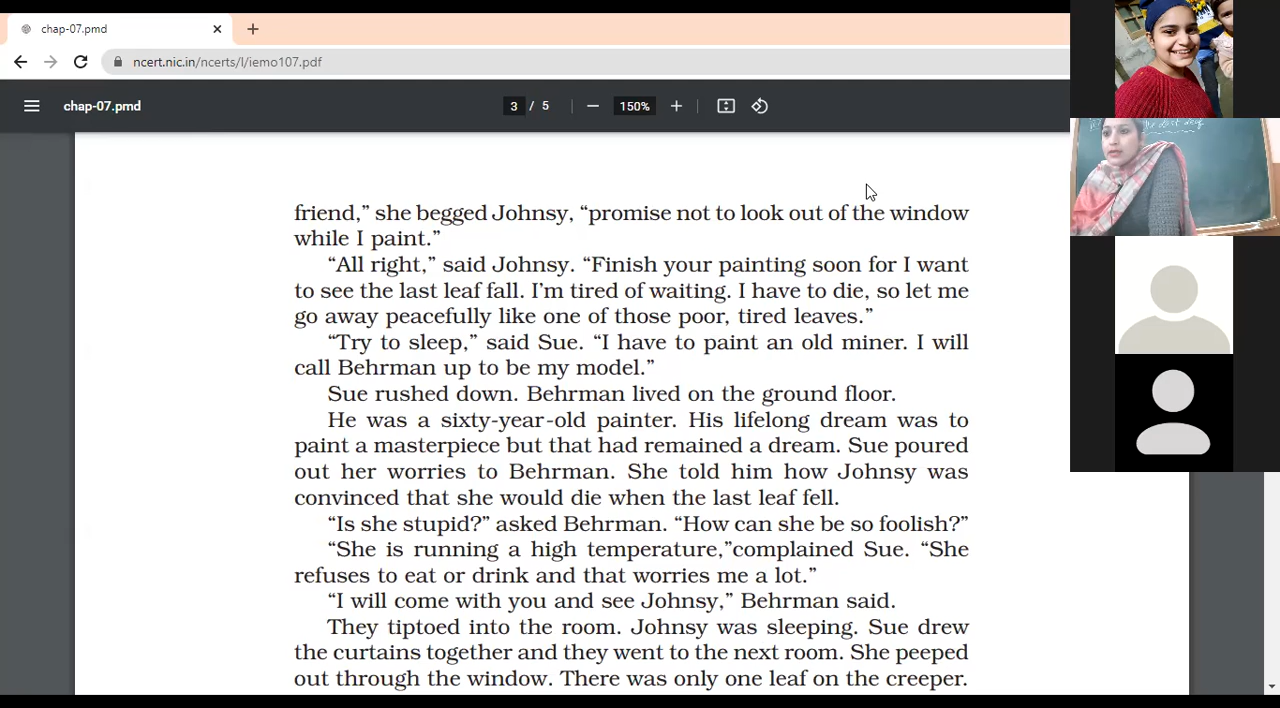 chap-07.pmd
ncert.nic.in/ncerts/l/iemo107.pdf
chap-07.pmd
3 / 5
150%
friend,” she begged Johnsy, “promise not to look out of the window
while I paint.”
“All right,” said Johnsy. “Finish your painting soon for I want
to see the last leaf fall. I’m tired of waiting. I have to die, so let me
go away peacefully like one of those poor, tired leaves.”
“Try to sleep,” said Sue. “I have to paint an old miner. I will
call Behrman up to be my model.”
Sue rushed down. Behrman lived on the ground floor.
He was a sixty-year-old painter. His lifelong dream was to
paint a masterpiece but that had remained a dream. Sue poured
out her worries to Behrman. She told him how Johnsy was
convinced that she would die when the last leaf fell.
“Is she stupid?” asked Behrman. “How can she be so foolish?”
“She is running a high temperature,”complained Sue. “She
refuses to eat or drink and that worries me a lot.”
“I will come with you and see Johnsy,” Behrman said.
They tiptoed into the room. Johnsy was sleeping. Sue drew
the curtains together and they went to the next room. She peeped
out through the window. There was only one leaf on the creeper.
Last leaf